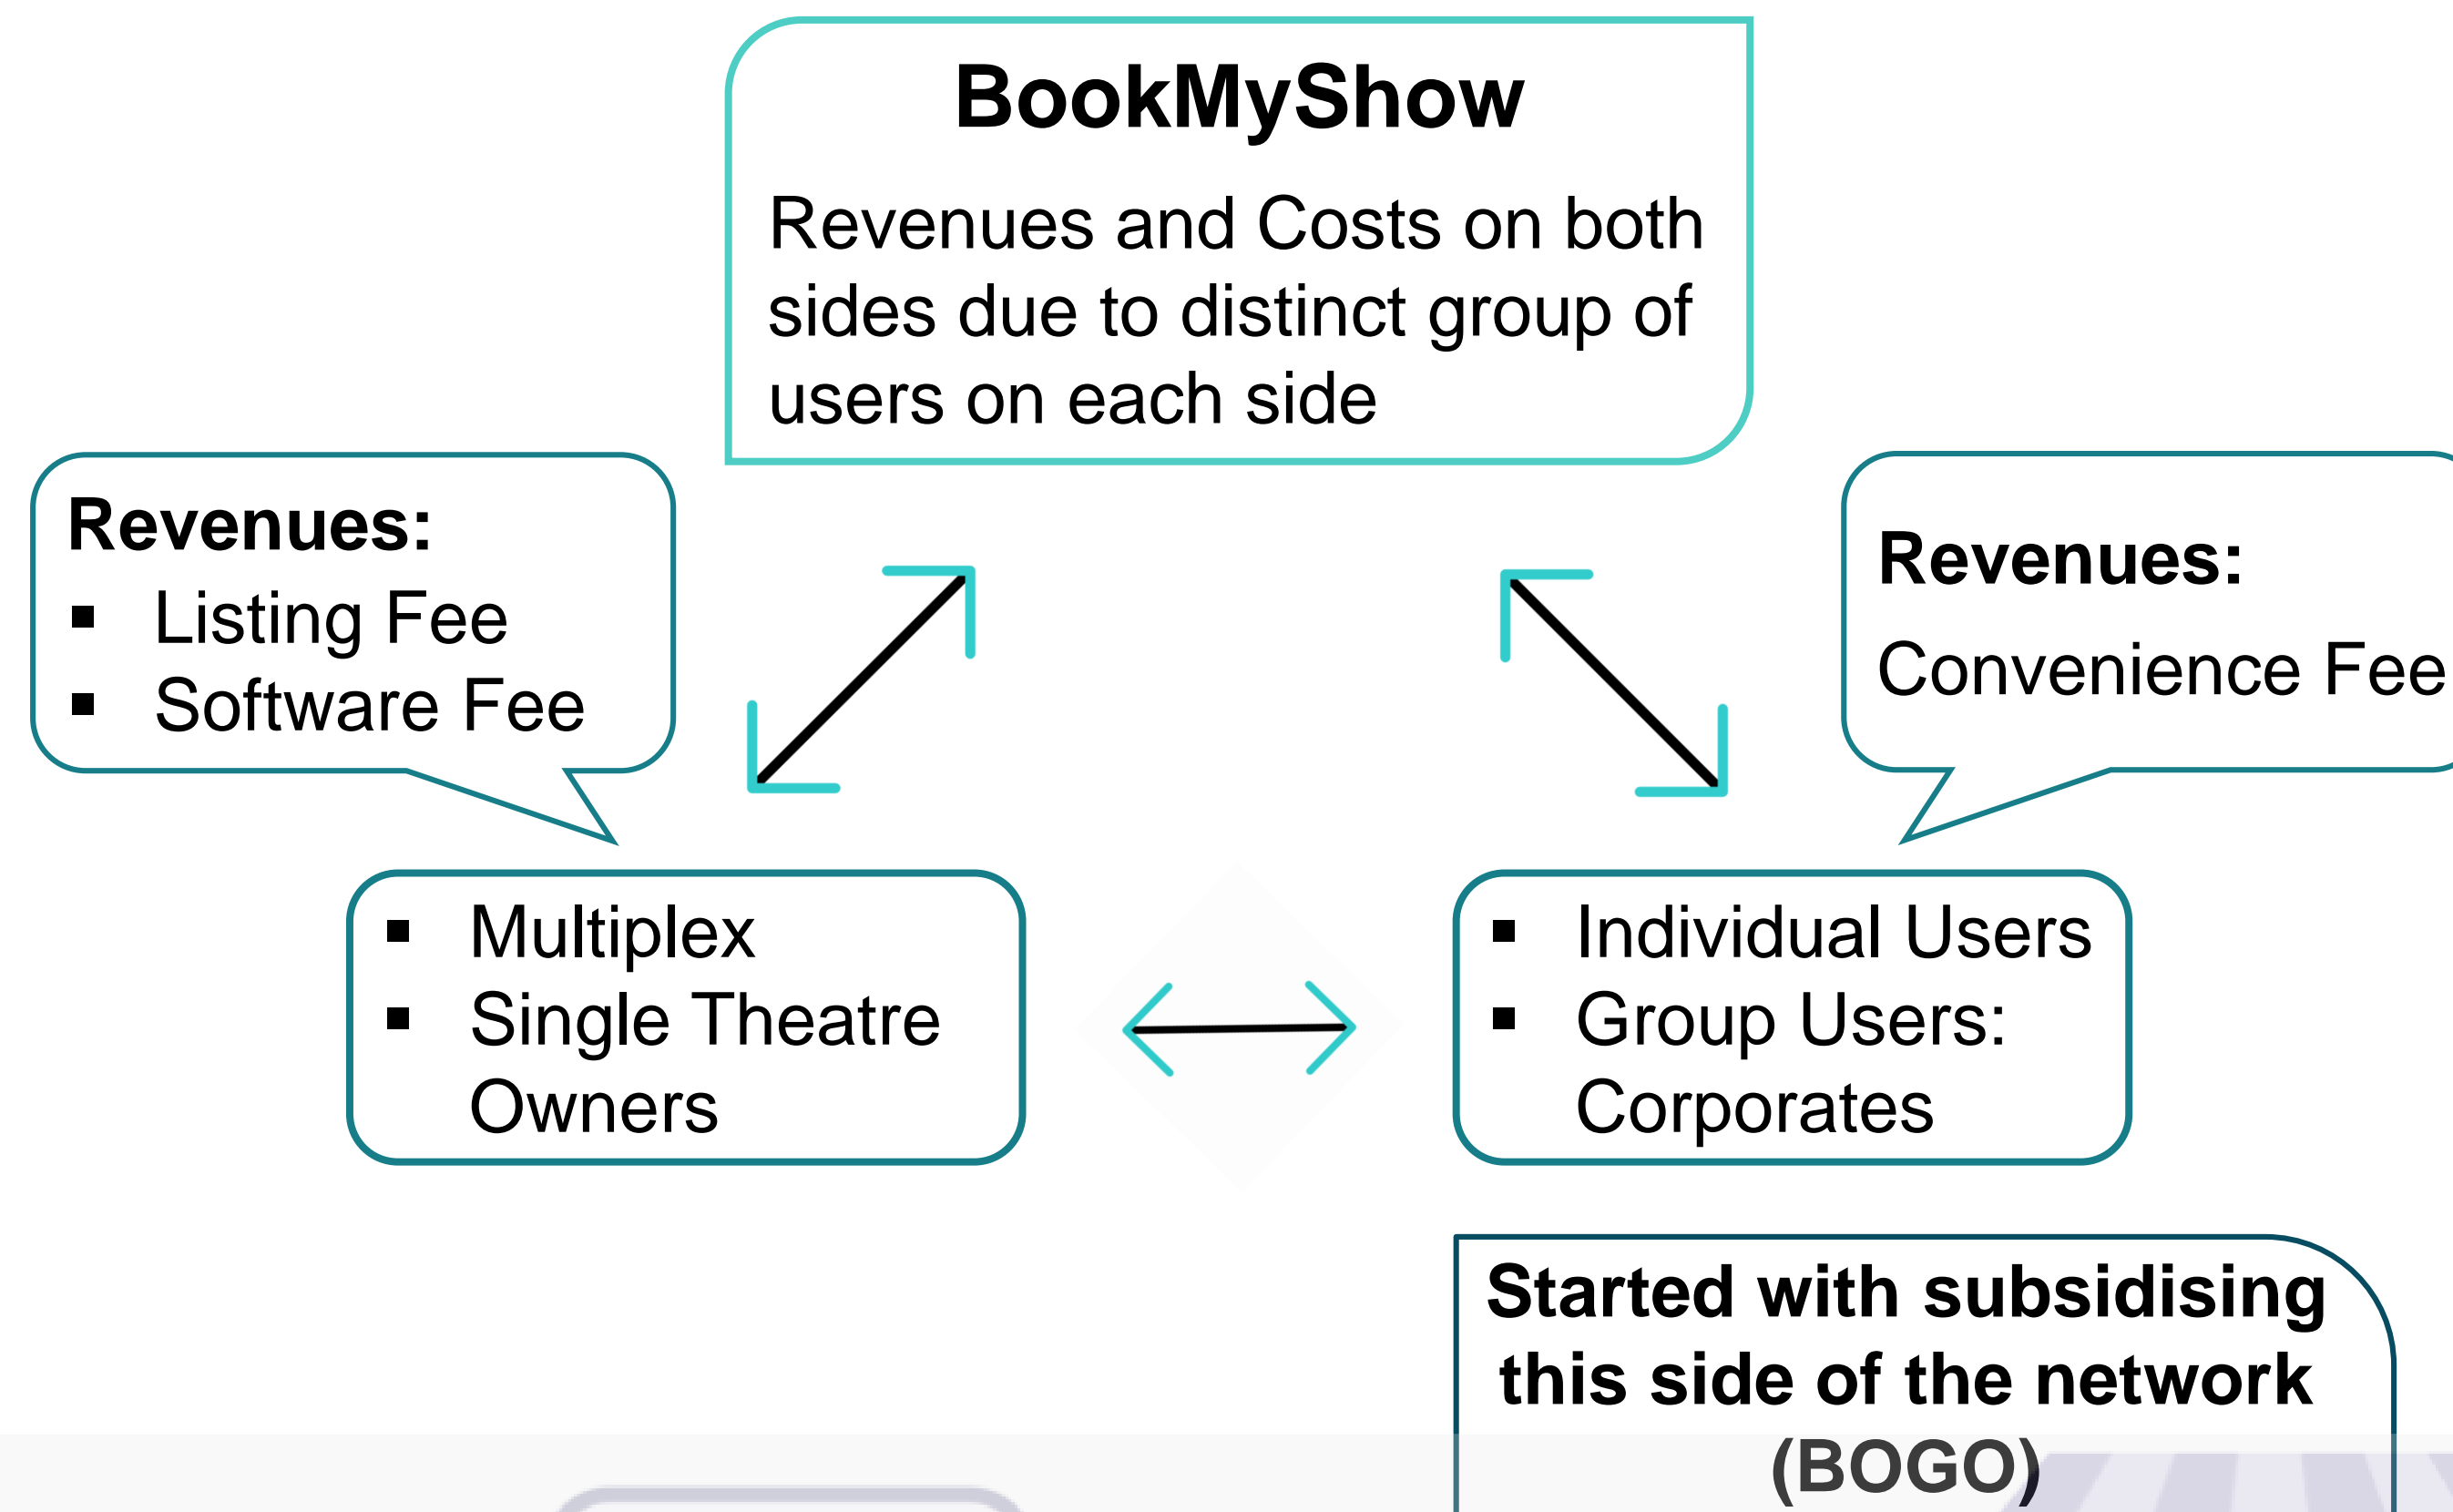 BookMyShow
Revenues and Costs on both
sides due to distinct group of
users on each side
Revenues:
Listing Fee
Software Fee
Revenues:
Convenience Fee
Multiplex
Single Theatre
Owners
Individual Users
Group Users:
Corporates
Started with subsidising
this side of the network
(BOGO)